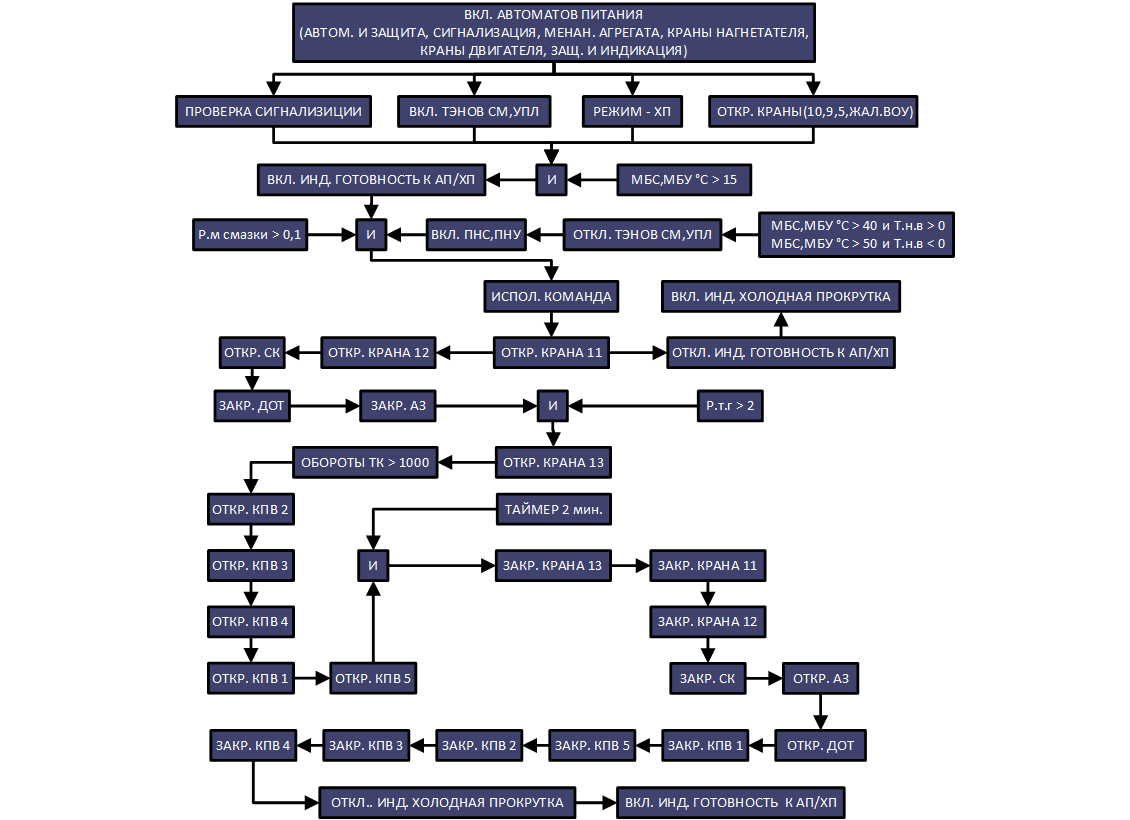 ВКЛ. АВТОМАТОВ ПИТАНИЯ
(АВТОМ. И ЗАЩИТА, СИГНАЛИЗАЦИЯ, МЕНАН. АГРЕГАТА, КРАНЫ НАГНЕТАТЕЛЯ,
КРАНЫ ДВИГАТЕЛЯ, ЗАЩ. И ИНДИКАЦИЯ)
ПРОВЕРКА СИГНАЛИЗИЦИИ
ВКЛ. ТЭНОВ СМ,УПЛ
РЕЖИМ - ХП
ОТКР. КРАНЫ(10,9,5,ЖАЛ.ВОУ)
ВКЛ. ИНД. ГОТОВНОСТЬ К АП/ХП
И
МБС,МБУ °С > 15
Р.м смазки > 0,1
И
ВКЛ. ПНС,ПНУ
ОТКЛ. ТЭНОВ СМ,УПЛ
МБС,МБУ °С > 40 и Т.н.в > 0
МБС,МБУ °С > 50 и Т.н.в < 0
ИСПОЛ. КОМАНДА
ВКЛ. ИНД. ХОЛОДНАЯ ПРОКРУТКА
ОТКР. СК
ОТКР. КРАНА 12
ОТКР. КРАНА 11
ОТКЛ. ИНД. ГОТОВНОСТЬ К АП/ХП
ЗАКР. ДОТ
ЗАКР. АЗ
И
Р.т.г > 2
ОБОРОТЫ ТК > 1000
ОТКР. КРАНА 13
ОТКР. КПВ 2
ТАЙМЕР 2 мин.
ОТКР. КПВ 3
И
ЗАКР. КРАНА 13
ЗАКР. КРАНА 11
ОТКР. КПВ 4
ЗАКР. КРАНА 12
ОТКР. КПВ 1
ОТКР. КПВ 5
ЗАКР. СК
ОТКР. АЗ
ЗАКР. КПВ 4
ЗАКР. КПВ 3
ЗАКР. КПВ 2
ЗАКР. КПВ 5
ЗАКР. КПВ 1
ОТКР. ДОТ
ОТКЛ.. ИНД. ХОЛОДНАЯ ПРОКРУТКА
ВКЛ. ИНД. ГОТОВНОСТЬ К АП/ХП